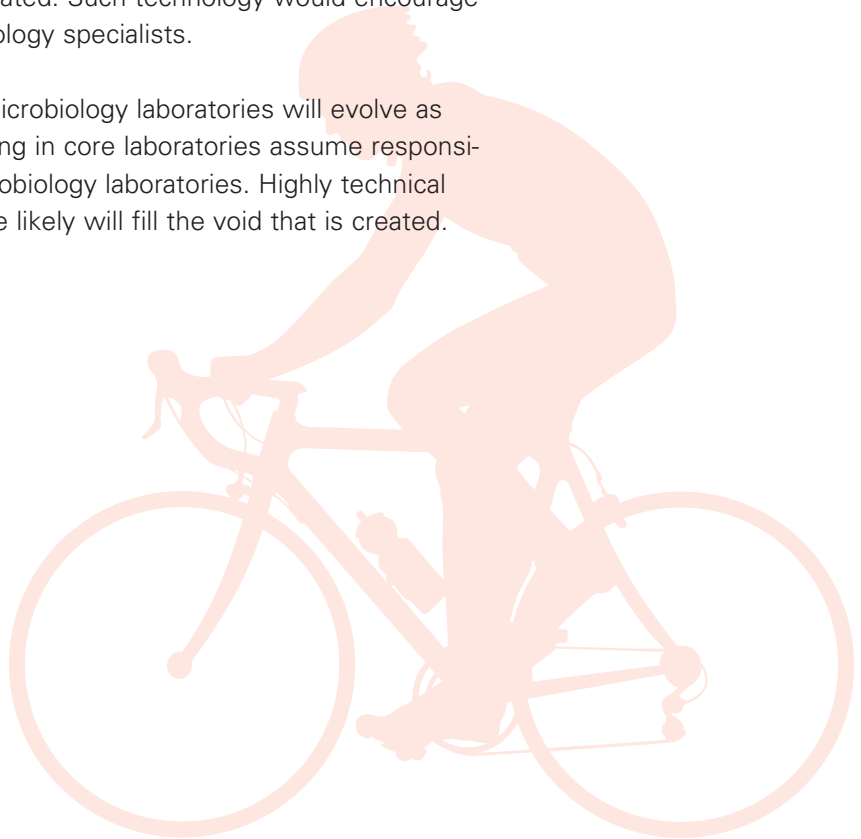 ated. Such technology would encourage
ology specialists.
icrobiology laboratories will evolve as
ng in core laboratories assume responsi-
obiology laboratories. Highly technical
e likely will fill the void that is created.